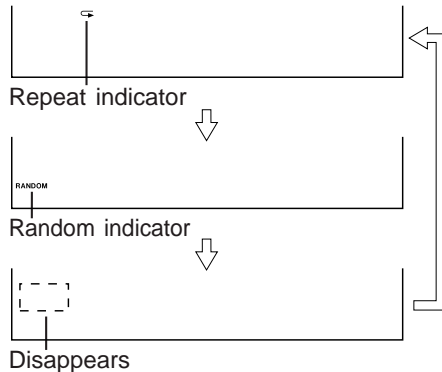 Repeat indicator
RANDOM
Random indicator
Disappears